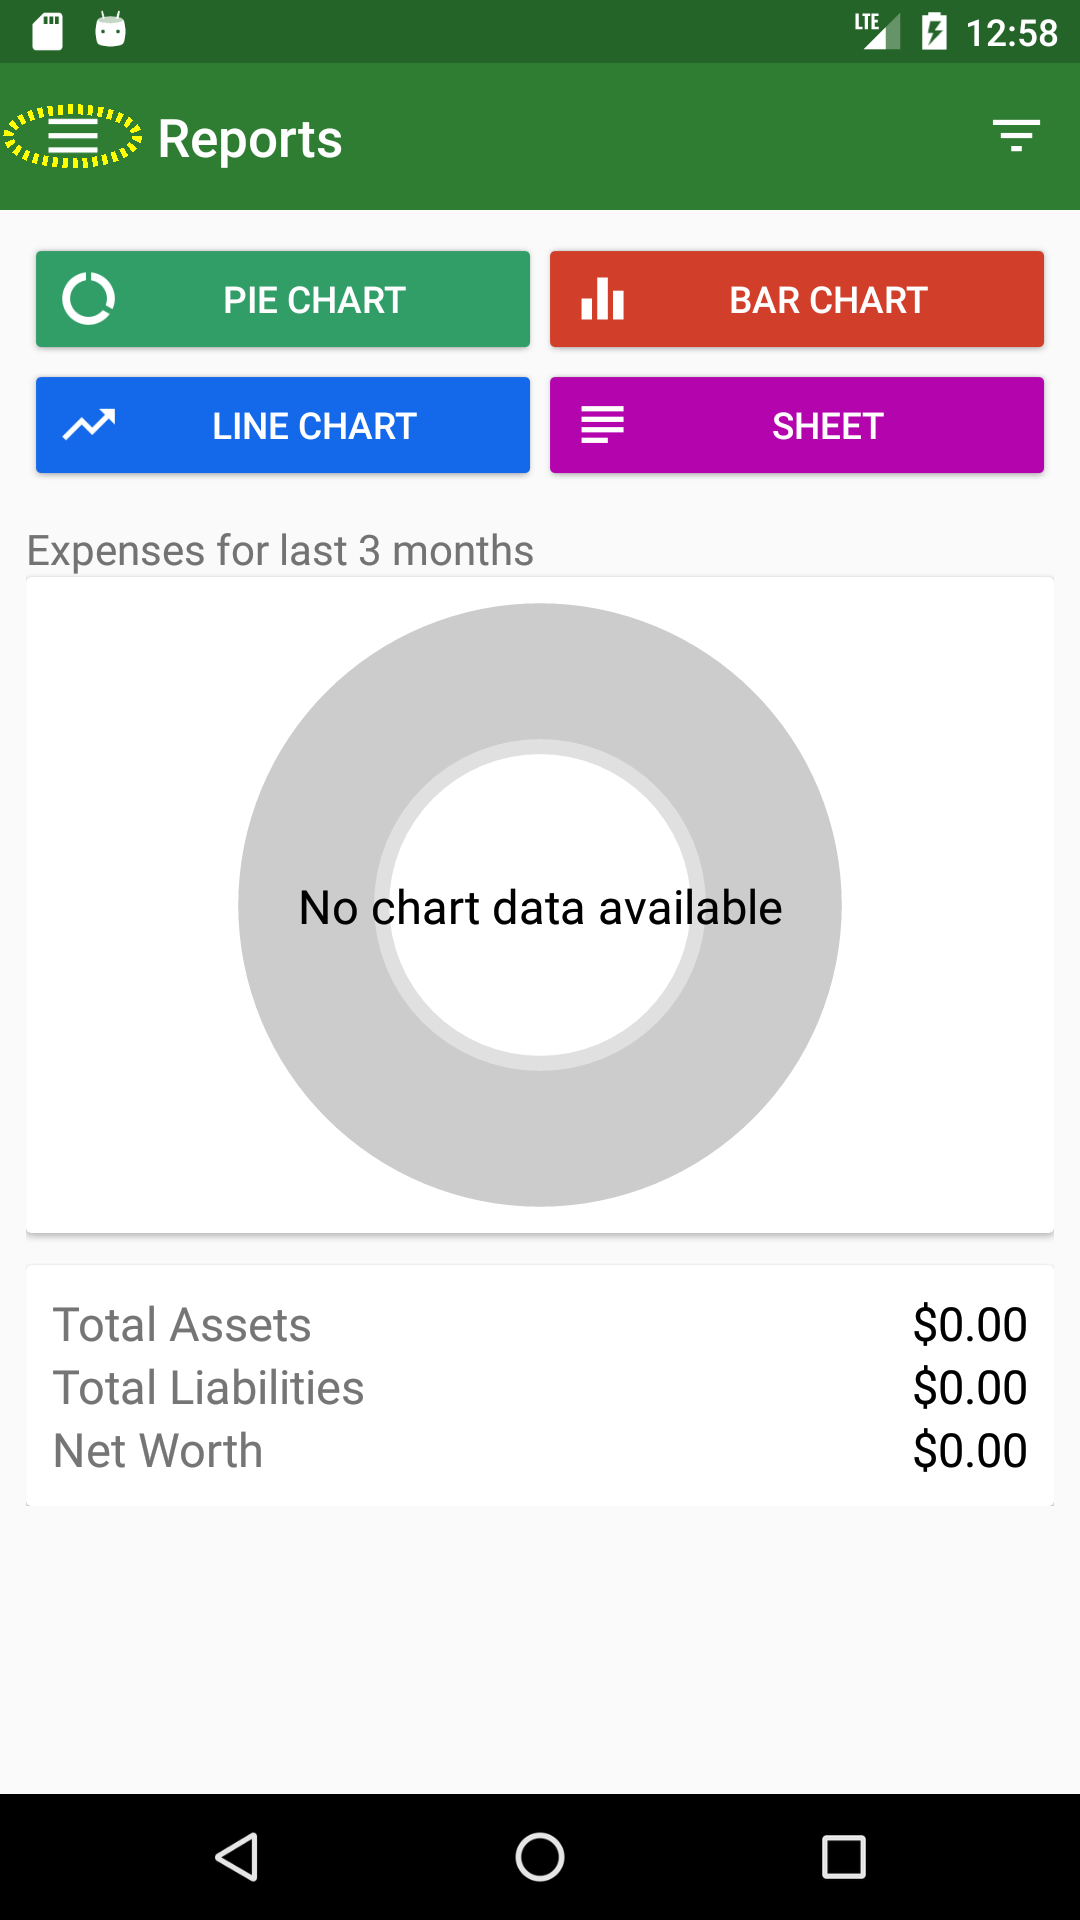 LTE 12:58
Reports
PIE CHART
BAR CHART
LINE CHART
SHEET
Expenses for last 3 months
No chart data available
Total Assets $0.00
Total Liabilities $0.00
Net Worth $0.00